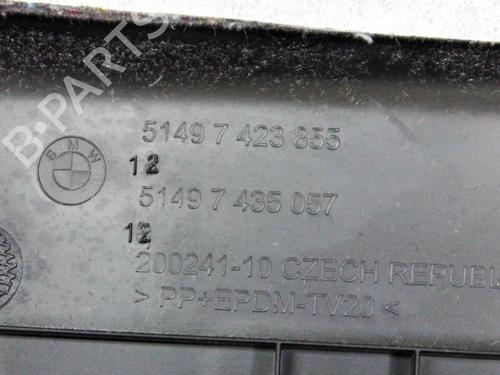 B-PARTS
BMW
5149 7 423 855
12
5149 7 435 057
12
200241-10 CZECH REPUBL
> PP+EPDM-TV20 <